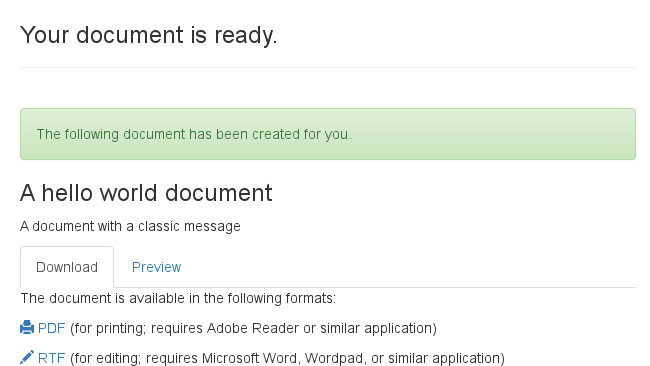 Your document is ready.
The following document has been created for you.
A hello world document
A document with a classic message
Download Preview
The document is available in the following formats:
PDF (for printing; requires Adobe Reader or similar application)
RTF (for editing; requires Microsoft Word, Wordpad, or similar application)